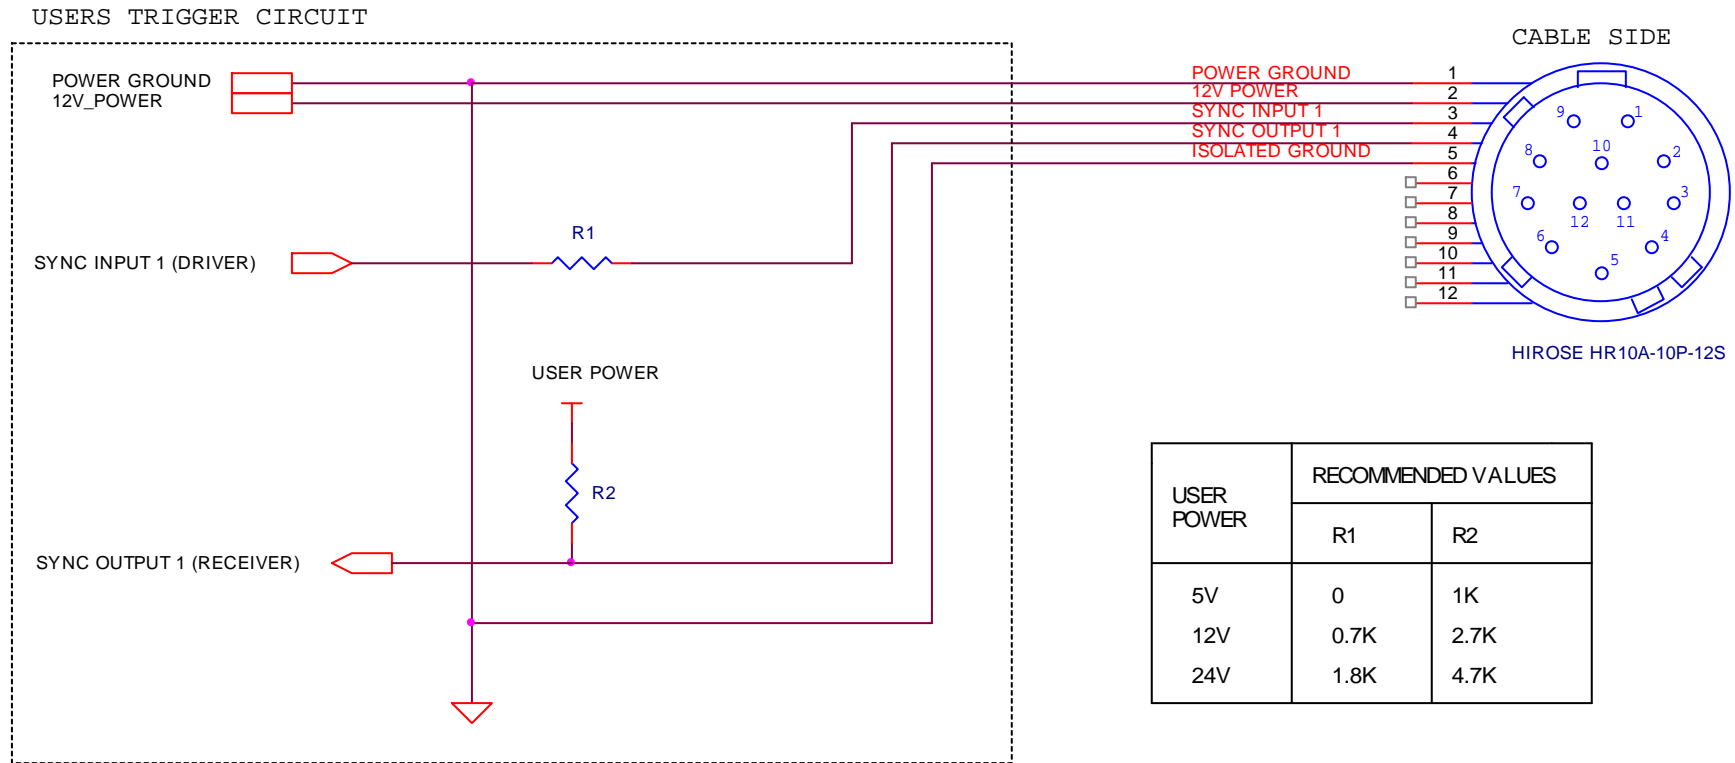 USERS TRIGGER CIRCUIT
CABLE SIDE
POWER GROUND
12V_POWER
POWER GROUND 1
12V POWER 2
SYNC INPUT 1 3
SYNC OUTPUT 1 4
ISOLATED GROUND 5
6
7
8
9
10
11
12
9 1
8 10 2
7 12 11 3
6 4
5
HIROSE HR10A-10P-12S
R1
SYNC INPUT 1 (DRIVER)
USER POWER
R2
SYNC OUTPUT 1 (RECEIVER)
USER POWER
RECOMMENDED VALUES
R1 R2
5V 0 1K
12V 0.7K 2.7K
24V 1.8K 4.7K